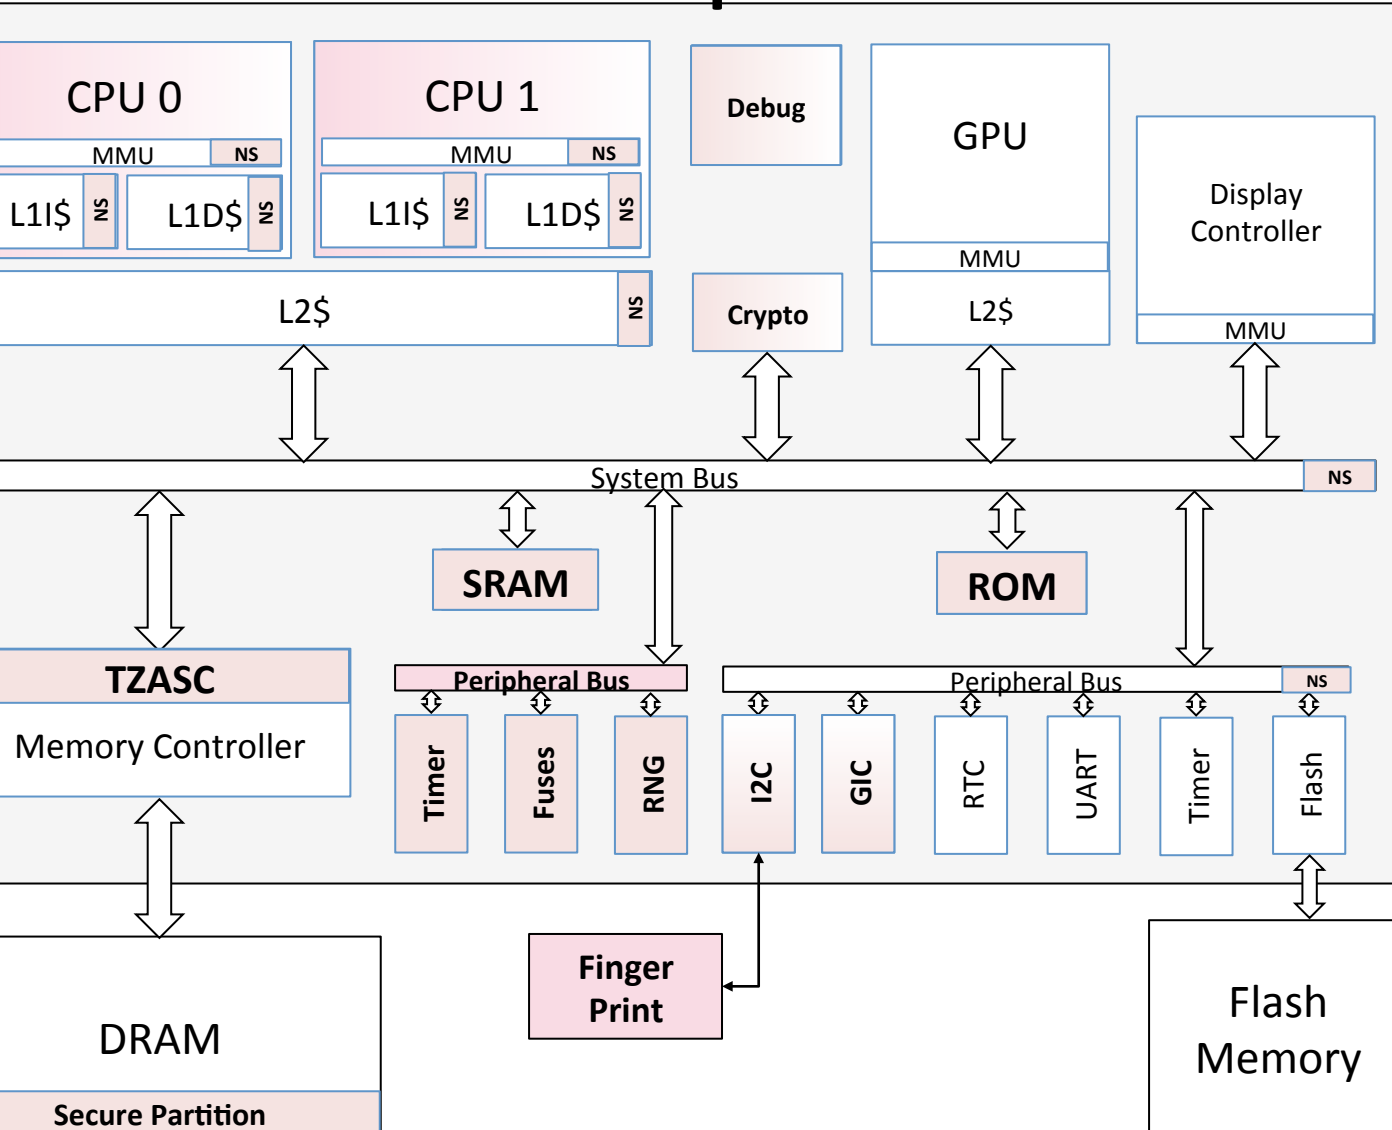 CPU 0
MMU
NS
L1I$
NS
L1D$
NS
CPU 1
MMU
NS
L1I$
NS
L1D$
NS
L2$
NS
Debug
Crypto
GPU
MMU
L2$
Display
Controller
MMU
System Bus
NS
SRAM
ROM
TZASC
Memory Controller
Peripheral Bus
Timer
Fuses
RNG
Peripheral Bus
NS
I2C
GIC
RTC
UART
Timer
Flash
DRAM
Secure Partition
Finger
Print
Flash
Memory